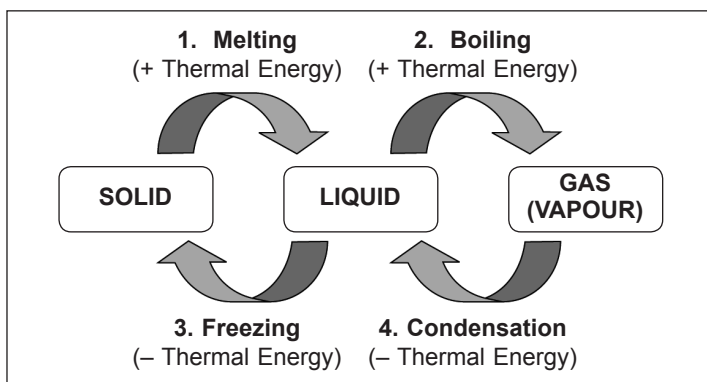 1. Melting
(+ Thermal Energy)
2. Boiling
(+ Thermal Energy)
SOLID
LIQUID
GAS
(VAPOUR)
3. Freezing
(– Thermal Energy)
4. Condensation
(– Thermal Energy)